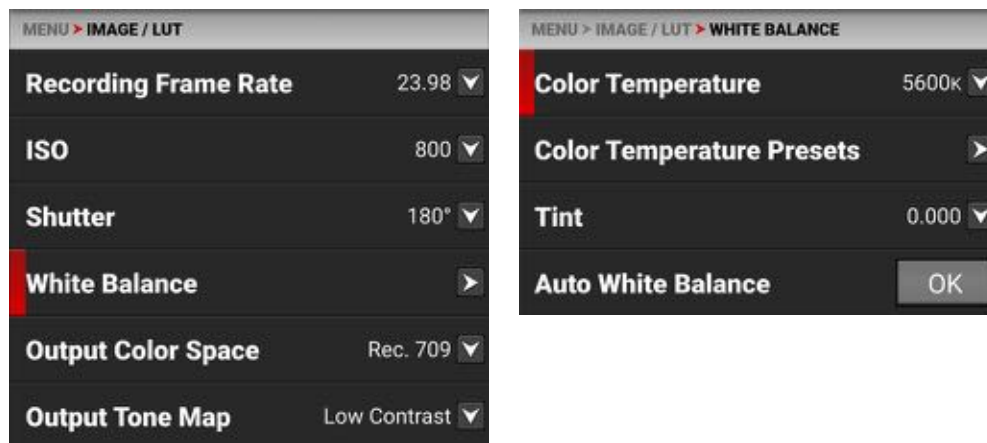 MENU > IMAGE / LUT
Recording Frame Rate 23.98
ISO 800
Shutter 180°
White Balance
Output Color Space Rec. 709
Output Tone Map Low Contrast
MENU > IMAGE / LUT > WHITE BALANCE
Color Temperature 5600K
Color Temperature Presets
Tint 0.000
Auto White Balance OK